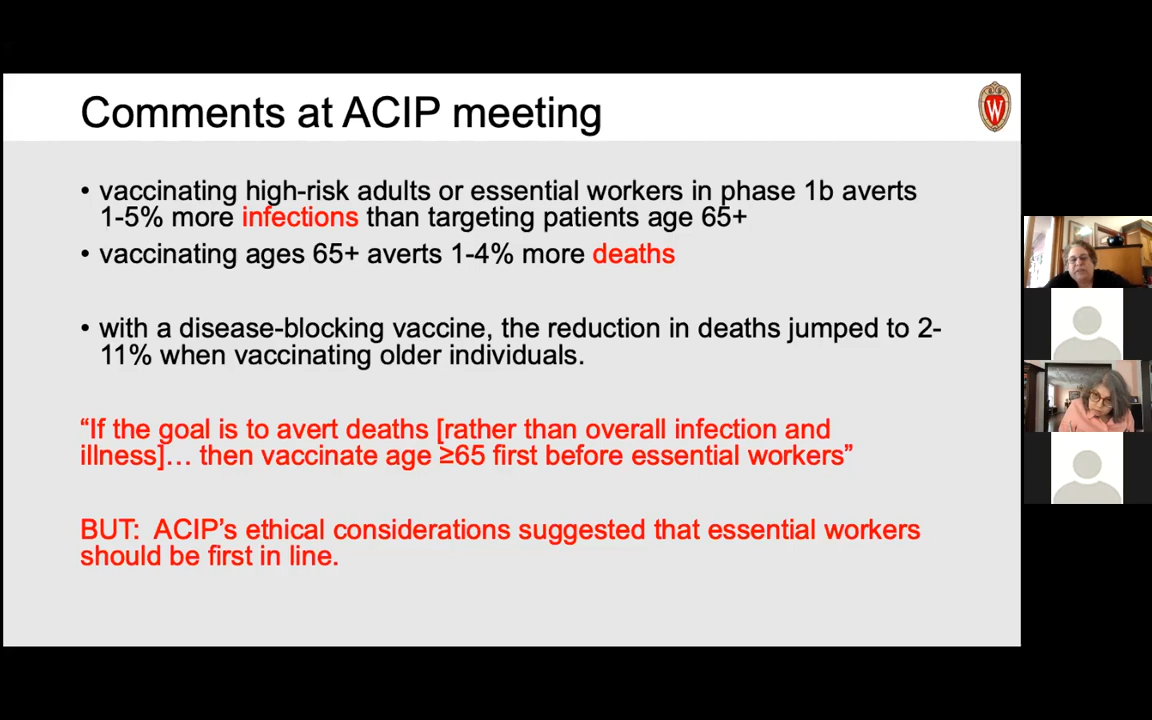 Comments at ACIP meeting
W
• vaccinating high-risk adults or essential workers in phase 1b averts
1-5% more infections than targeting patients age 65+
• vaccinating ages 65+ averts 1-4% more deaths
• with a disease-blocking vaccine, the reduction in deaths jumped to 2-
11% when vaccinating older individuals.
“If the goal is to avert deaths [rather than overall infection and
illness]… then vaccinate age ≥65 first before essential workers”
BUT:  ACIP’s ethical considerations suggested that essential workers
should be first in line.